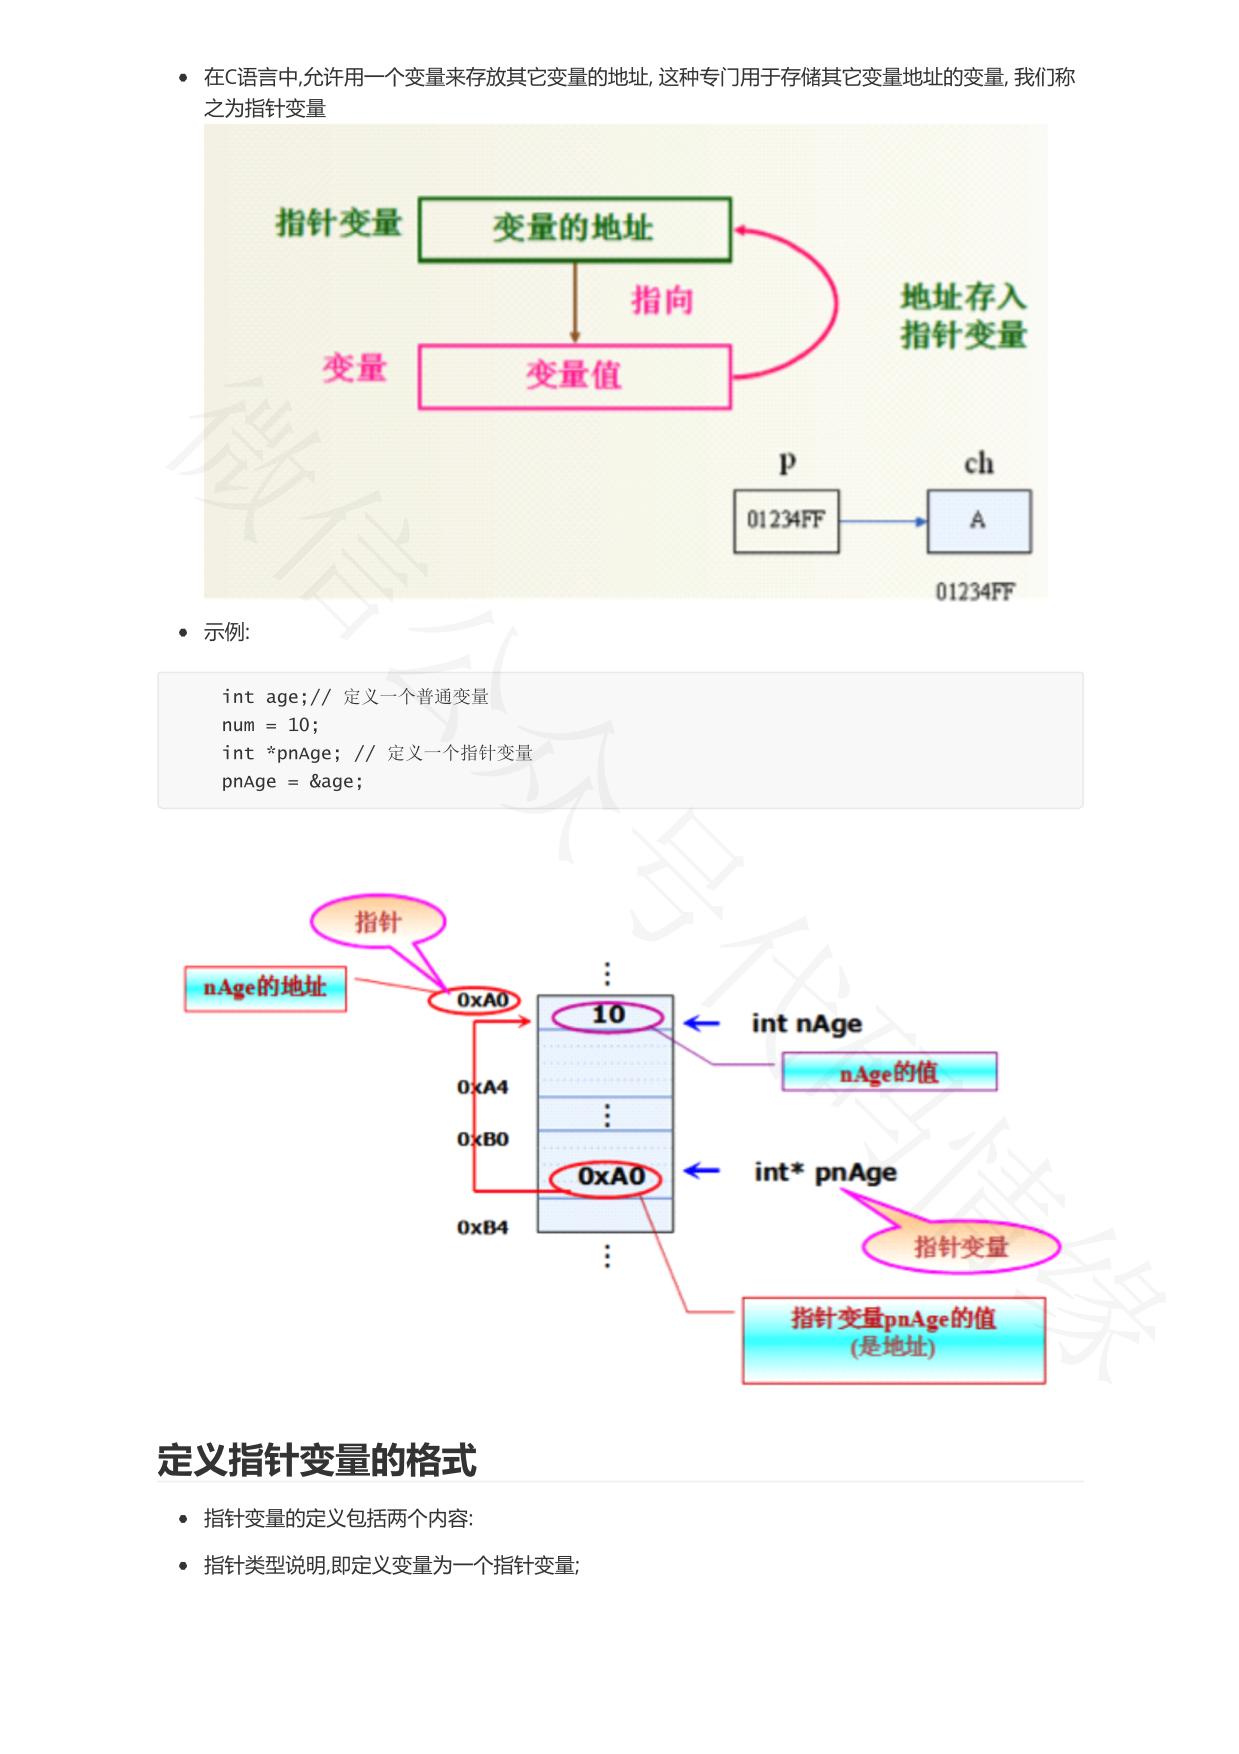 在C语言中,允许用一个变量来存放其它变量的地址, 这种专门用于存储其它变量地址的变量, 我们称
之为指针变量
指针变量
变量的地址
指向
地址存入
指针变量
变量
变量值
p
ch
01234FF
A
01234FF
示例:
int age;// 定义一个普通变量
num = 10;
int *pnAge; // 定义一个指针变量
pnAge = &age;
指针
nAge的地址
0xA0
10
int nAge
nAge的值
0xA4
0xB0
0xA0
int* pnAge
0xB4
指针变量
指针变量pnAge的值
(是地址)
定义指针变量的格式
指针变量的定义包括两个内容:
指针类型说明,即定义变量为一个指针变量;
微信公众号代码情缘